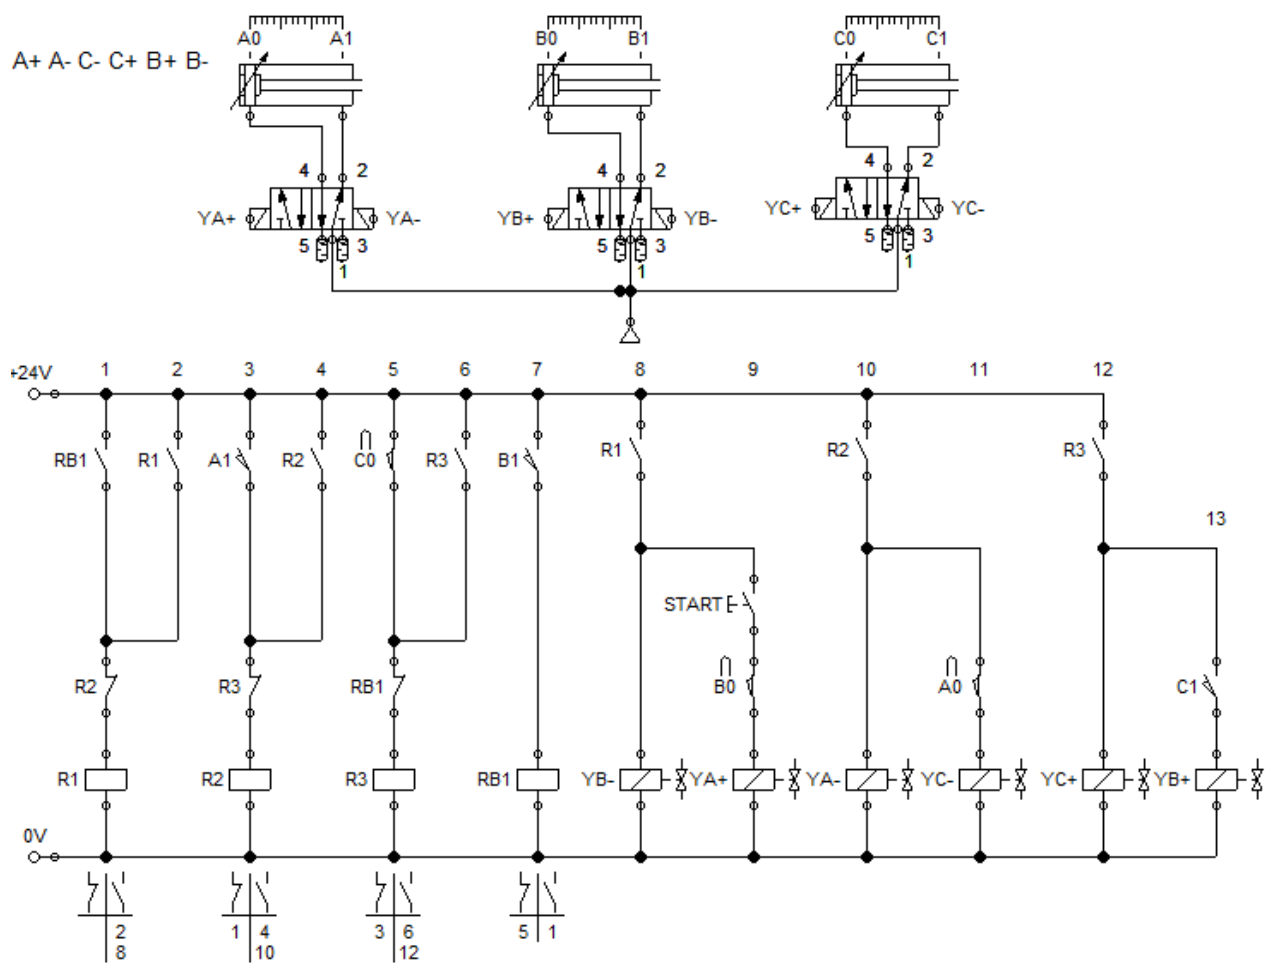 A0 A1 B0 B1 C0 C1
A+ A- C- C+ B+ B-
4 2 4 2 4 2
YA+ YA- YB+ YB- YC+ YC-
5 3 5 3 5 3
1 1 1
+24V 1 2 3 4 5 6 7 8 9 10 11 12
RB1 R1 A1 R2 C0 R3 B1 R1 R2 R3
13
START
R2 R3 RB1 B0 A0 C1
R1 R2 R3 RB1 YB- YA+ YA- YC- YC+ YB+
0V
2 1 4 3 6 5 1
8 10 12